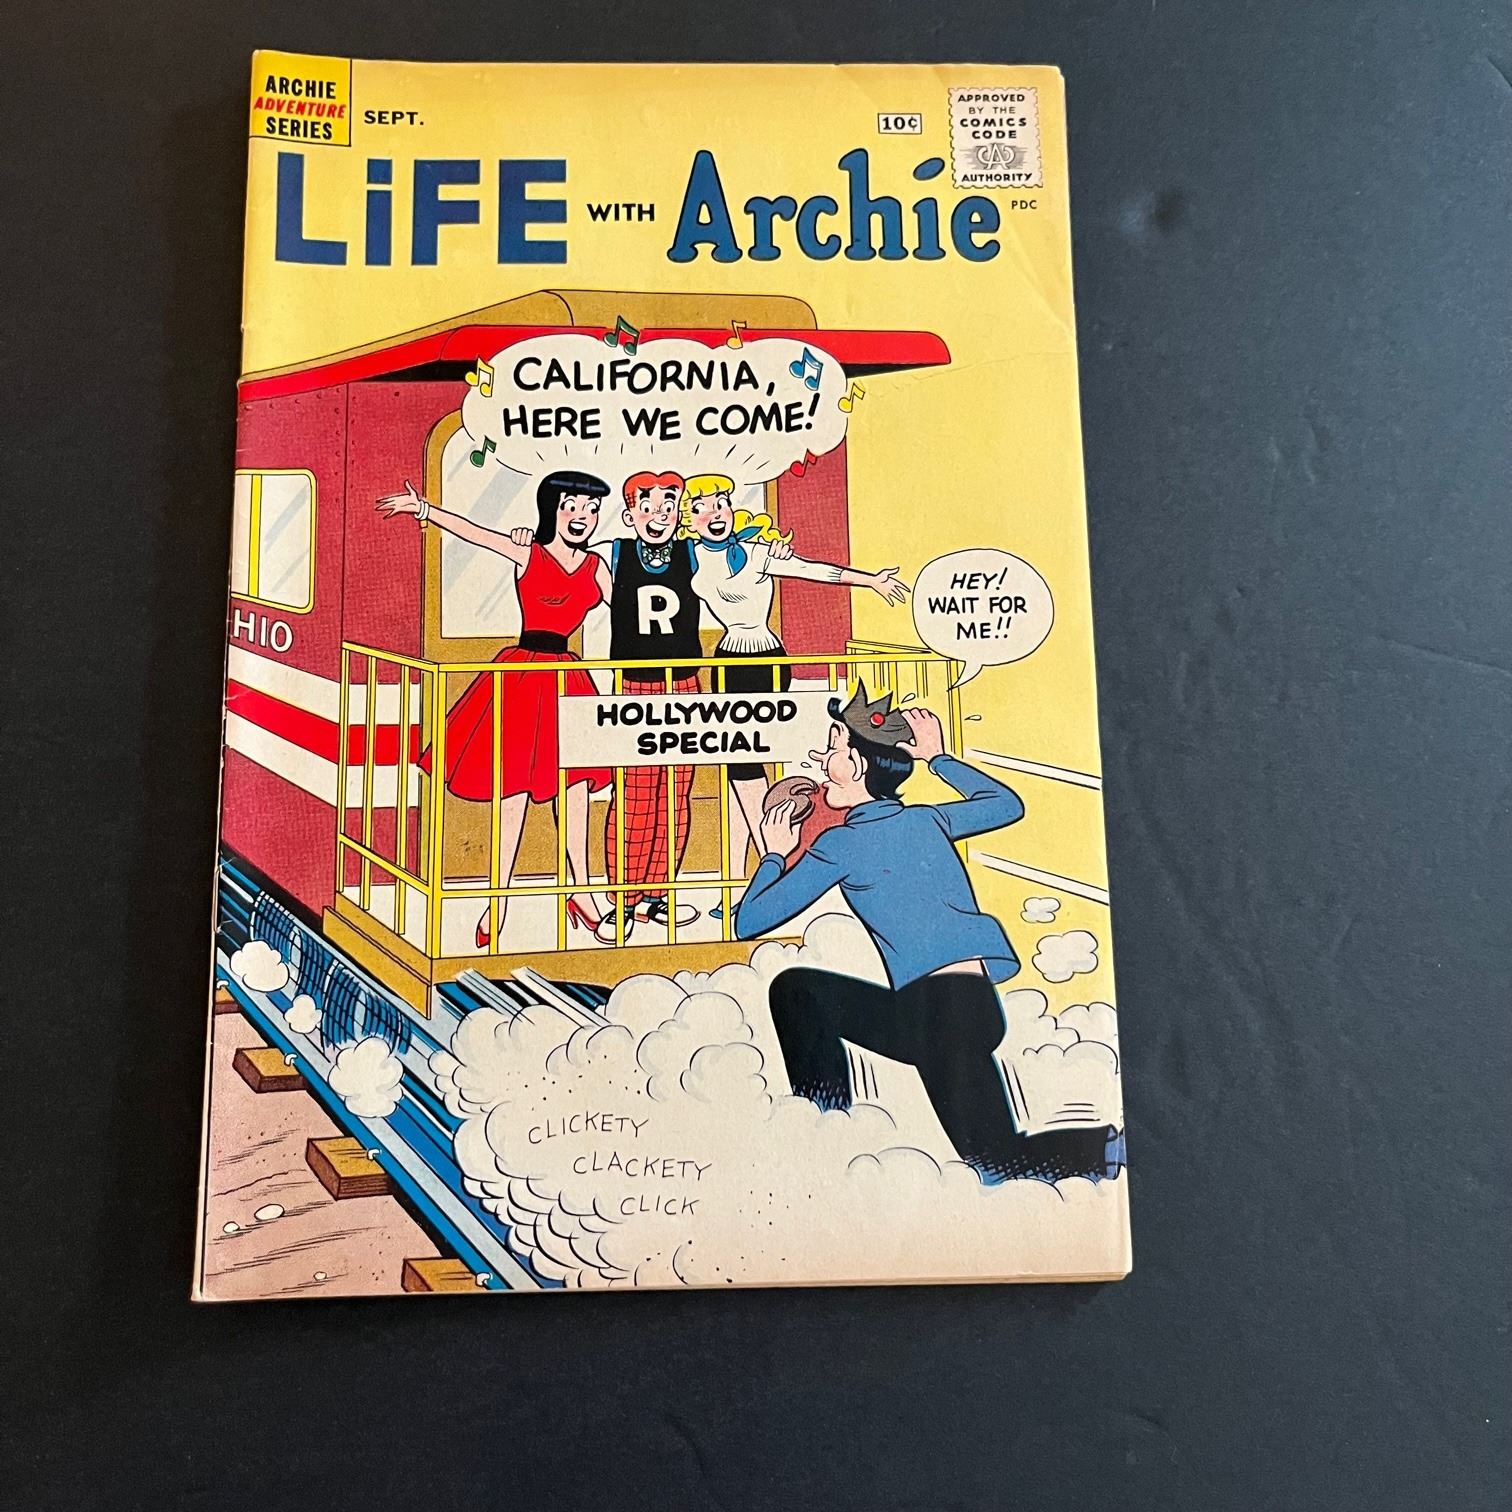 ARCHIE
ADVENTURE
SERIES
SEPT.
10¢
APPROVED
BY THE
COMICS
CODE
CA
AUTHORITY
LiFE WITH Archie
PDC
CALIFORNIA,
HERE WE COME!
HEY!
WAIT FOR
ME!!
HIO
R
HOLLYWOOD
SPECIAL
CLICKETY
CLACKETY
CLICK